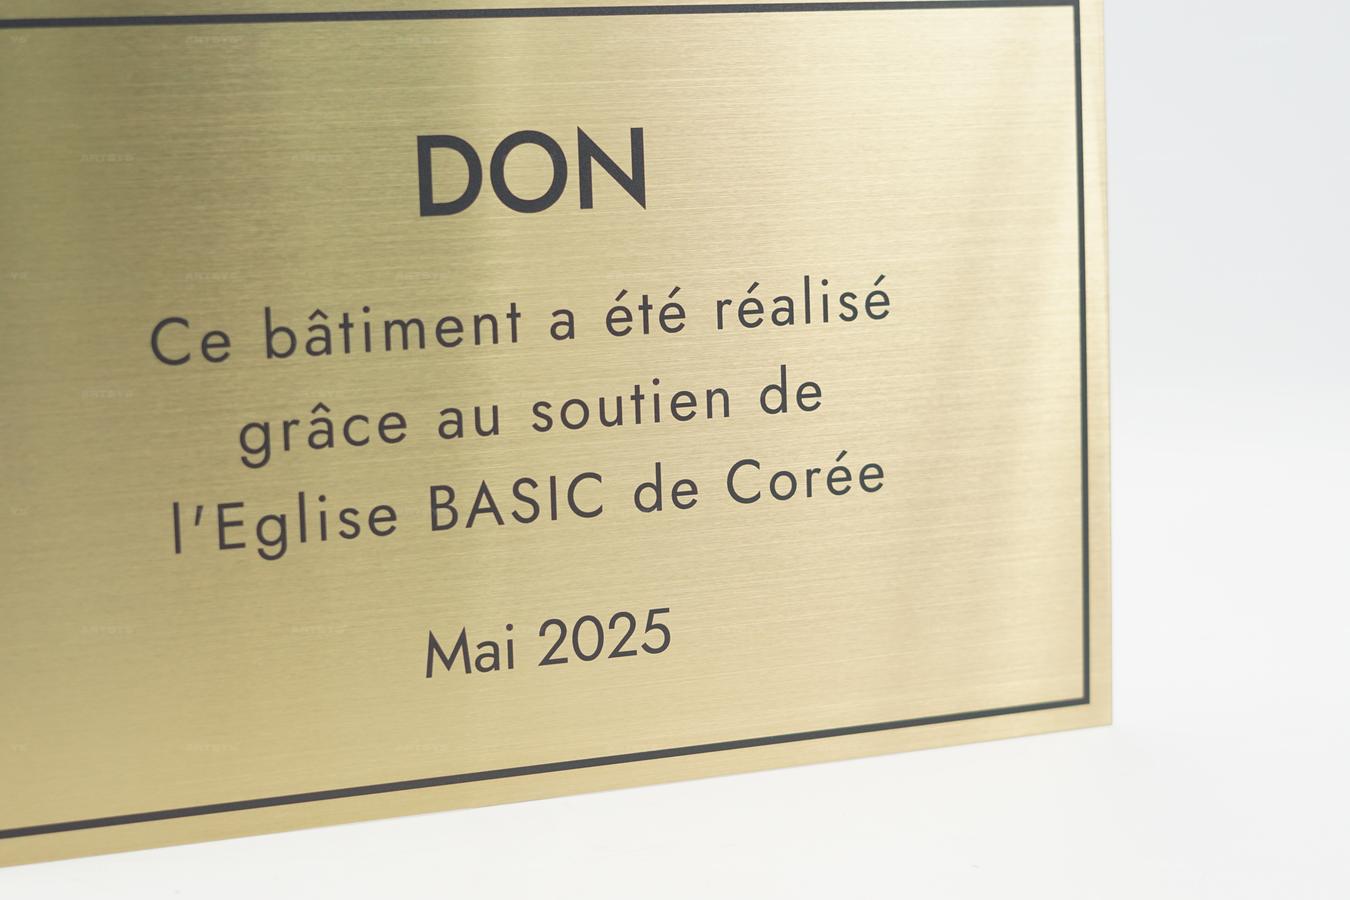 DON
Ce bâtiment a été réalisé
grâce au soutien de
l'Eglise BASIC de Corée
Mai 2025